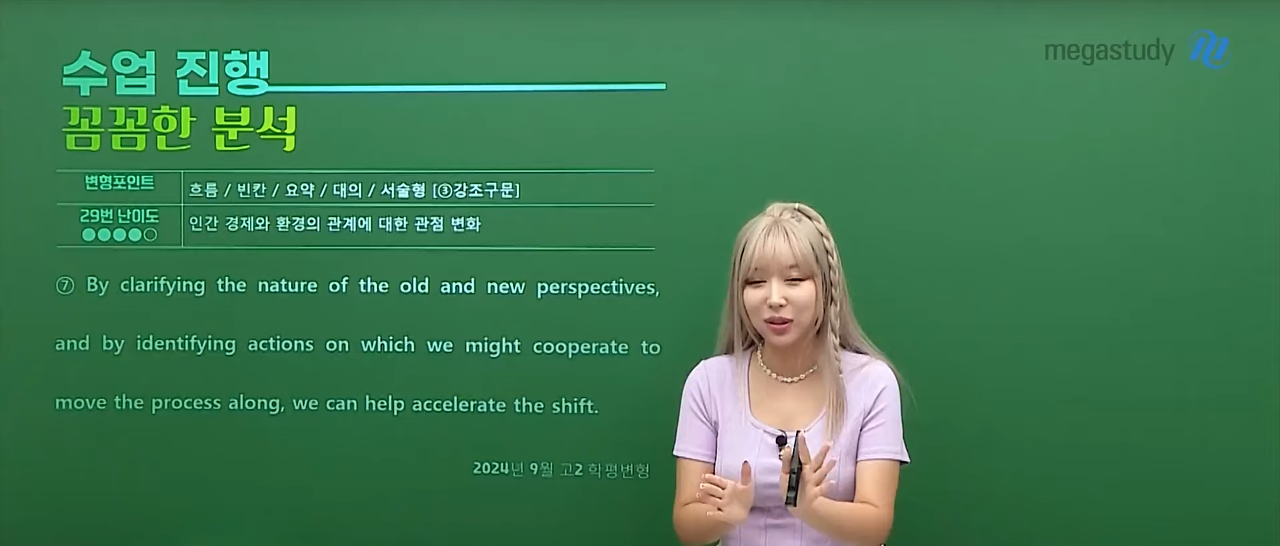 megastudy
수업 진행
꼼꼼한 분석
변형포인트
흐름 / 빈칸 / 요약 / 대의 / 서술형 [③강조구문]
29번 난이도
●●●●○
인간 경제와 환경의 관계에 대한 관점 변화
⑦ By clarifying the nature of the old and new perspectives,
and by identifying actions on which we might cooperate to
move the process along, we can help accelerate the shift.
2024년 9월 고2 학평변형